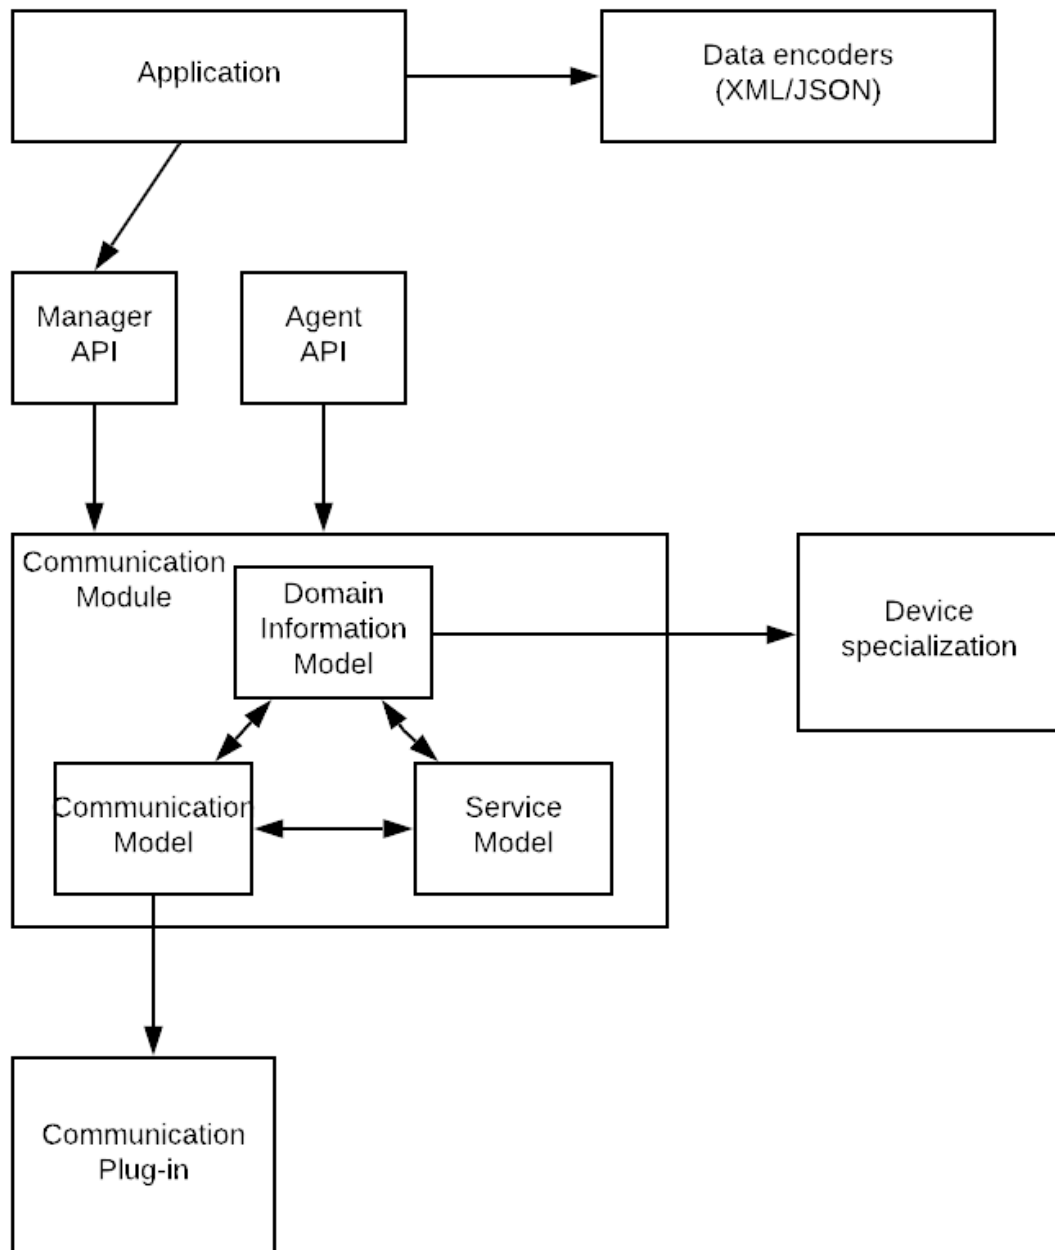 Application
Data encoders
(XML/JSON)
Manager
API
Agent
API
Communication
Module
Domain
Information
Model
Device
specialization
Communication
Model
Service
Model
Communication
Plug-in